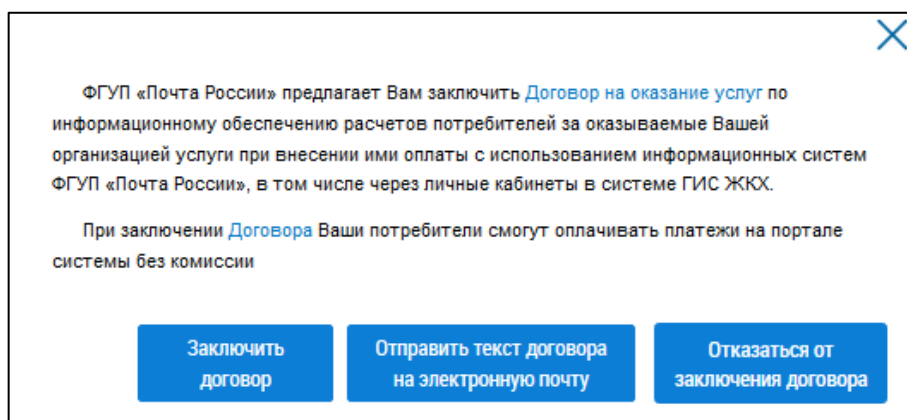 ФГУП «Почта России» предлагает Вам заключить Договор на оказание услуг по
информационному обеспечению расчетов потребителей за оказываемые Вашей
организацией услуги при внесении ими оплаты с использованием информационных систем
ФГУП «Почта России», в том числе через личные кабинеты в системе ГИС ЖКХ.
При заключении Договора Ваши потребители смогут оплачивать платежи на портале
системы без комиссии
Заключить
договор
Отправить текст договора
на электронную почту
Отказаться от
заключения договора